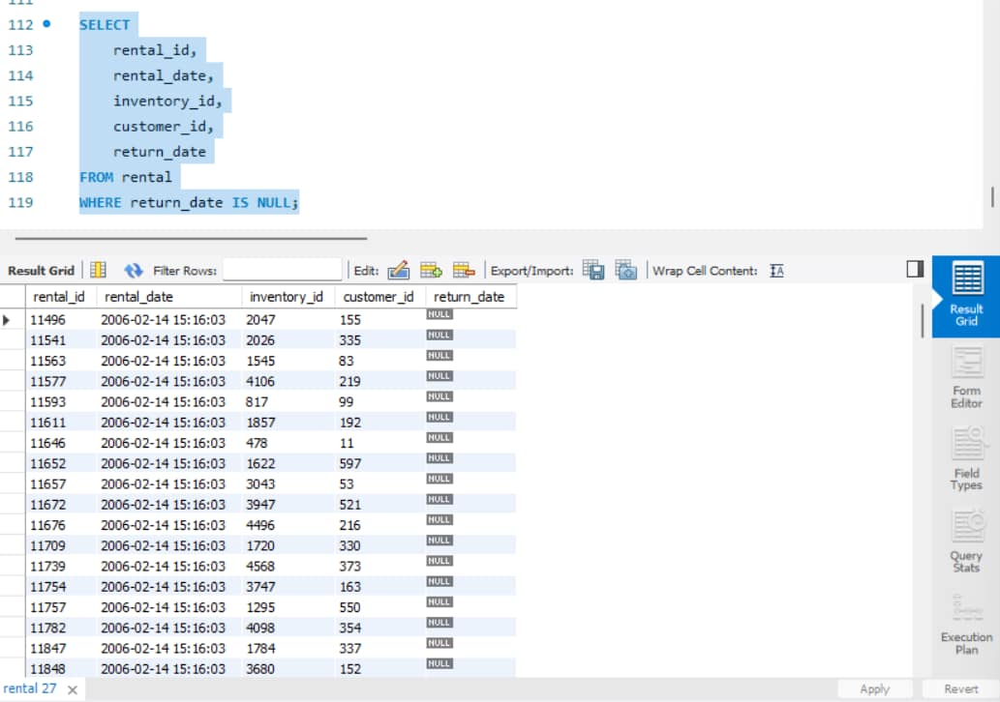 111
112 SELECT
113 rental_id,
114 rental_date,
115 inventory_id,
116 customer_id,
117 return_date
118 FROM rental
119 WHERE return_date IS NULL;
Result Grid Filter Rows: Edit: Export/Import: Wrap Cell Content: IA
rental_id rental_date inventory_id customer_id return_date
11496 2006-02-14 15:16:03 2047 155 NULL
11541 2006-02-14 15:16:03 2026 335 NULL
11563 2006-02-14 15:16:03 1545 83 NULL
11577 2006-02-14 15:16:03 4106 219 NULL
11593 2006-02-14 15:16:03 817 99 NULL
11611 2006-02-14 15:16:03 1857 192 NULL
11646 2006-02-14 15:16:03 478 11 NULL
11652 2006-02-14 15:16:03 1622 597 NULL
11657 2006-02-14 15:16:03 3043 53 NULL
11672 2006-02-14 15:16:03 3947 521 NULL
11676 2006-02-14 15:16:03 4496 216 NULL
11709 2006-02-14 15:16:03 1720 330 NULL
11739 2006-02-14 15:16:03 4568 373 NULL
11754 2006-02-14 15:16:03 3747 163 NULL
11757 2006-02-14 15:16:03 1295 550 NULL
11782 2006-02-14 15:16:03 4098 354 NULL
11847 2006-02-14 15:16:03 1784 337 NULL
11848 2006-02-14 15:16:03 3680 152 NULL
Result
Grid
Form
Editor
Field
Types
Query
Stats
Execution
Plan
rental 27
Apply Revert